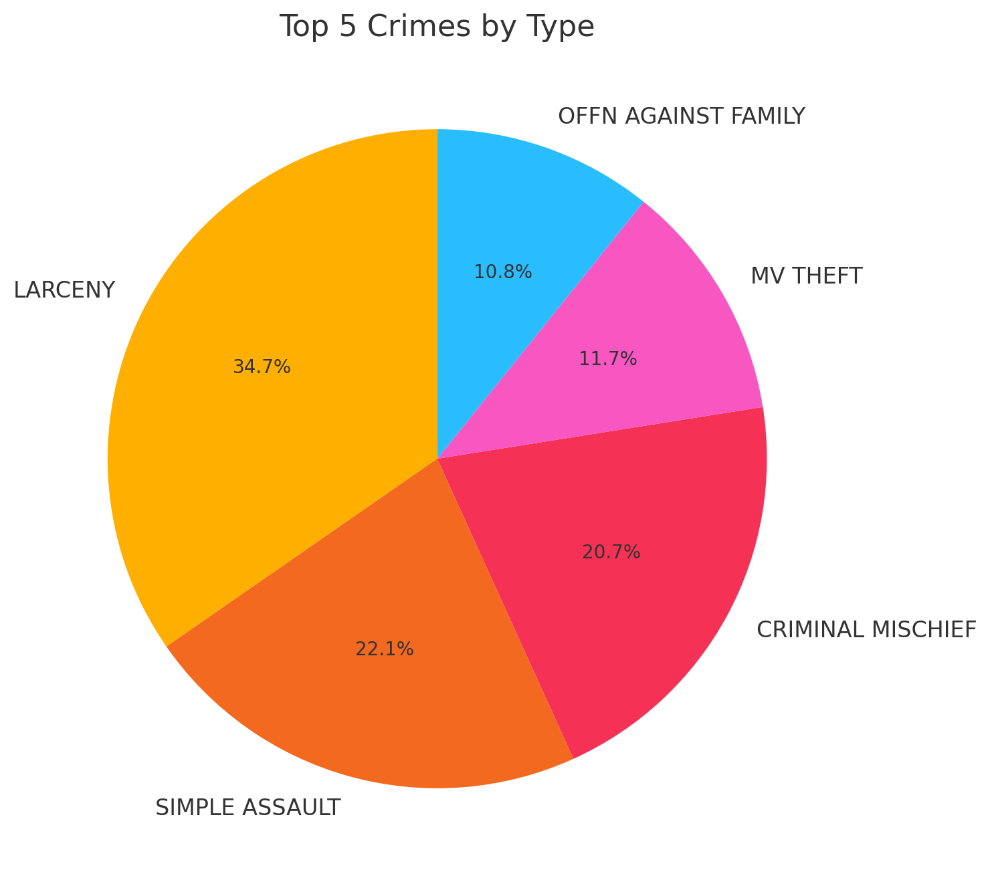 Top 5 Crimes by Type
OFFN AGAINST FAMILY
MV THEFT
LARCENY
10.8%
11.7%
34.7%
20.7%
CRIMINAL MISCHIEF
22.1%
SIMPLE ASSAULT